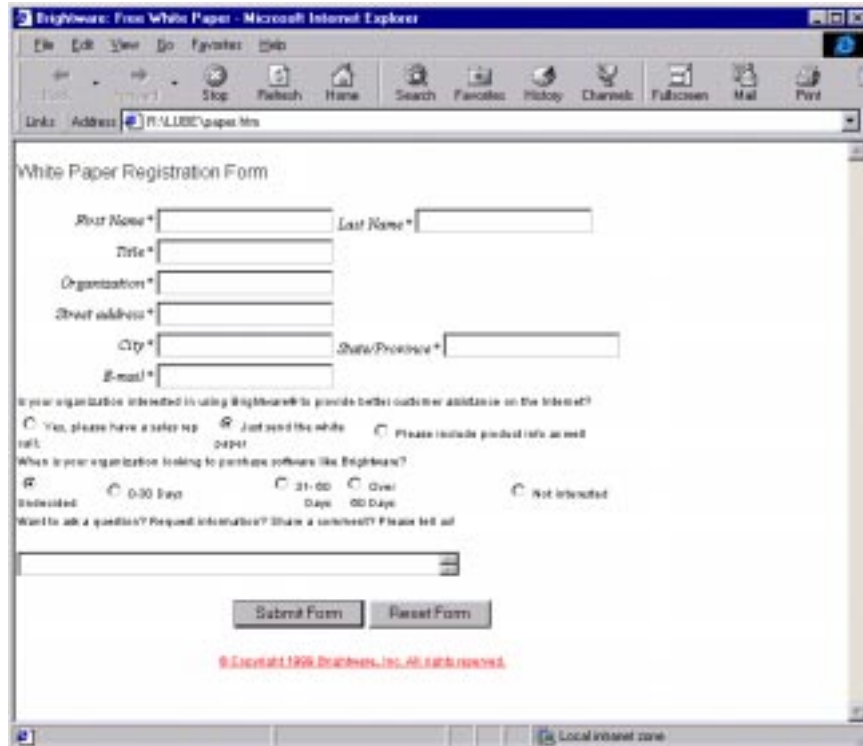 Brightware: Free White Paper - Microsoft Internet Explorer
File Edit View Go Favorites Help
Stop Refresh Home Search Favorites History Channels Fullscreen Mail Print
Links Address R:\LUBE\paper.htm
White Paper Registration Form
First Name * Last Name *
Title *
Organization *
Street address *
City * State/Province *
E-mail *
Is your organization interested in using Brightware® to provide better customer assistance on the Internet?
Yes, please have a sales rep call. Just send the white paper Please include product info as well
When is your organization looking to purchase software like Brightware?
Undecided 0-30 Days 31-60 Days Over 60 Days Not interested
Want to ask a question? Request information? Share a comment? Please tell us!
Submit Form Reset Form
© Copyright 1998 Brightware, Inc. All rights reserved.
Local intranet zone